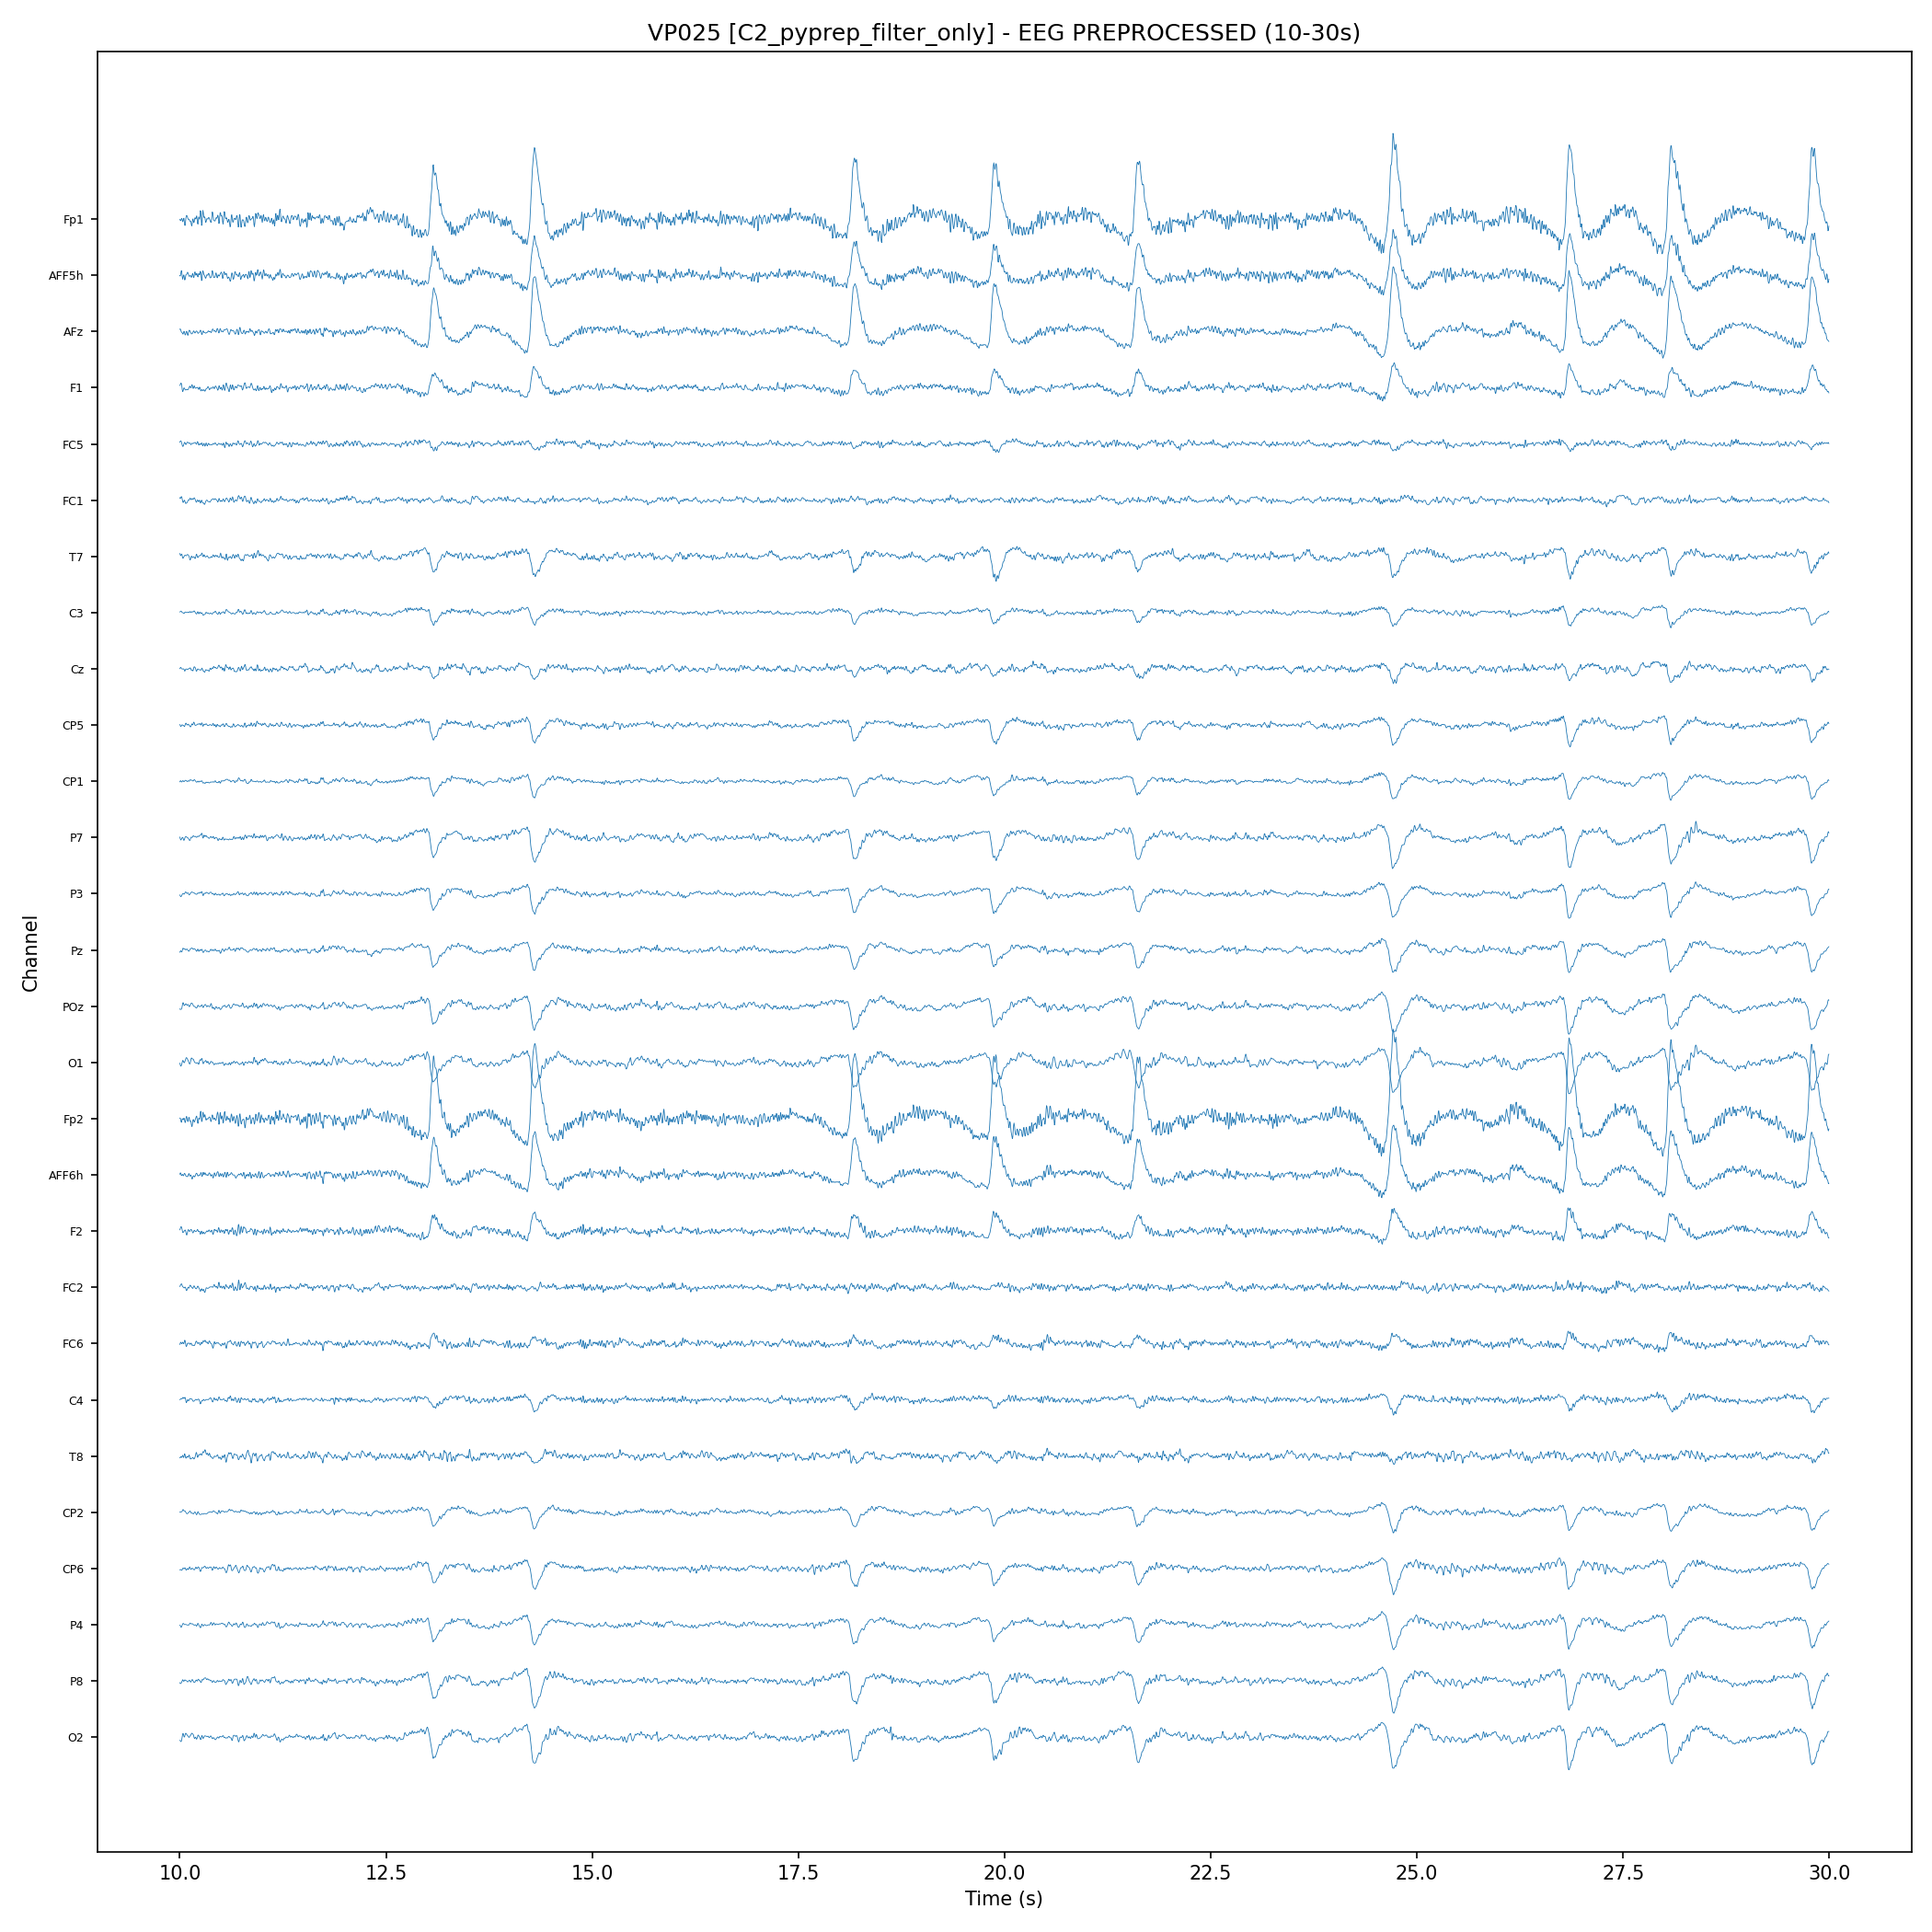 VP025 [C2_pyprep_filter_only] - EEG PREPROCESSED (10-30s)
Fp1
AFF5h
AFz
F1
FC5
FC1
T7
C3
Cz
CP5
CP1
P7
P3
Pz
POz
O1
Fp2
AFF6h
F2
FC2
FC6
C4
T8
CP2
CP6
P4
P8
O2
Channel
10.0 12.5 15.0 17.5 20.0 22.5 25.0 27.5 30.0
Time (s)